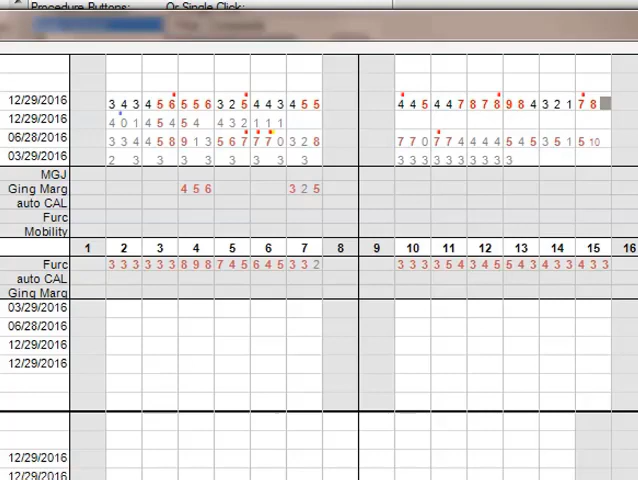 Procedure Buttons: Or Single Click:
12/29/2016 3 4 3 4 5 6 5 5 6 3 2 5 4 4 3 4 5 5 4 4 5 4 4 7 8 7 8 9 8 4 3 2 1 7 8
12/29/2016 4 0 1 4 5 4 5 4 4 3 2 1 1 1
06/28/2016 3 3 4 4 5 8 9 1 3 5 6 7 7 7 0 3 2 8 7 7 0 7 7 4 4 4 4 5 4 5 3 5 1 5 10
03/29/2016 2 3 3 3 3 3 3 3 3 3 3 3 3 3 3 3
MGJ
Ging Marg 4 5 6 3 2 5
auto CAL
Furc
Mobility
1 2 3 4 5 6 7 8 9 10 11 12 13 14 15 16
Furc 3 3 3 3 3 3 8 9 8 7 4 5 6 4 5 3 3 2 3 3 3 3 5 4 3 4 5 5 4 3 4 3 3 4 3 3
auto CAL
Ging Marg
03/29/2016
06/28/2016
12/29/2016
12/29/2016
12/29/2016
12/29/2016